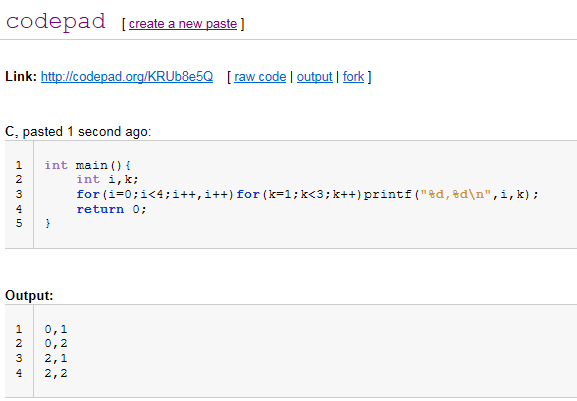 codepad [ create a new paste ]
Link: http://codepad.org/KRUb8e5Q [ raw code | output | fork ]
C, pasted 1 second ago:
1 int main(){
2     int i,k;
3     for(i=0;i<4;i++,i++)for(k=1;k<3;k++)printf("%d,%d\n",i,k);
4     return 0;
5 }
Output:
1 0,1
2 0,2
3 2,1
4 2,2